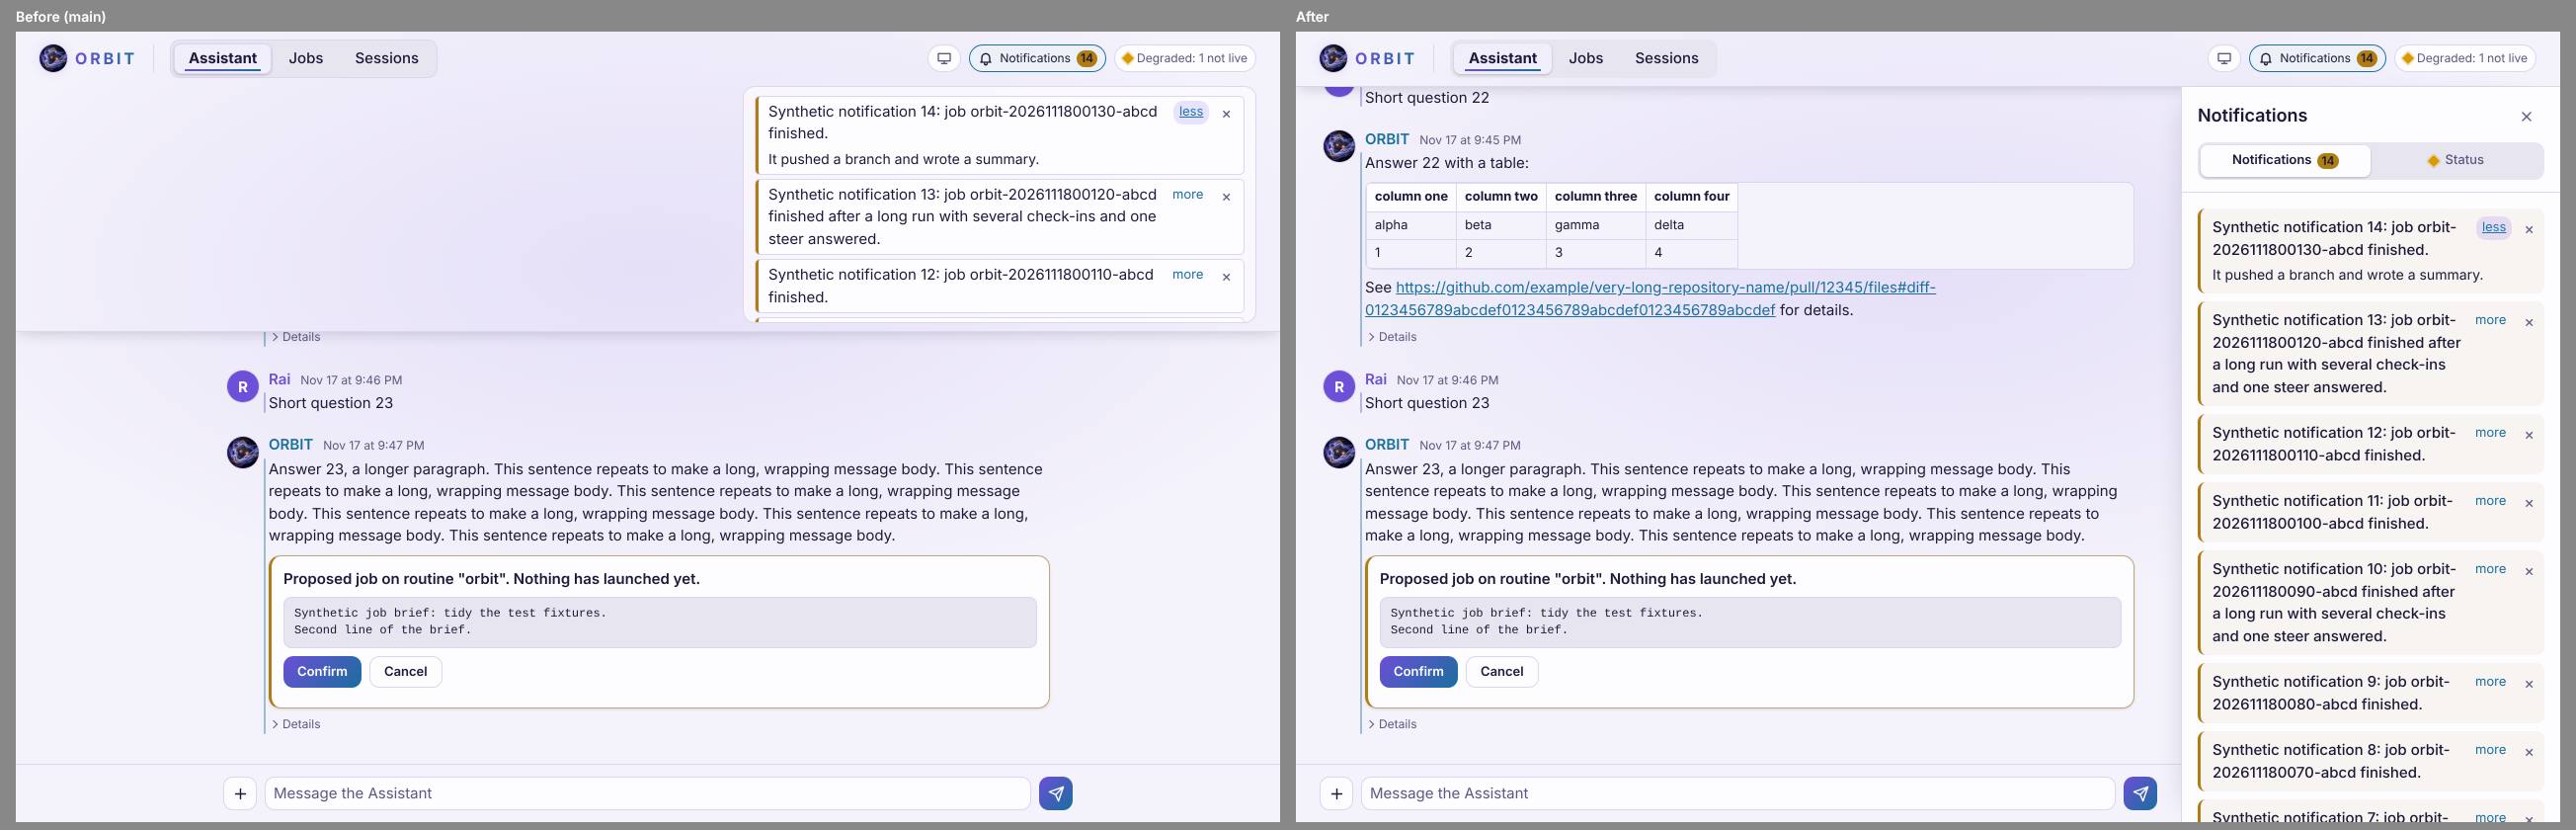 Before (main)
ORBIT
Assistant Jobs Sessions
Notifications 14
Degraded: 1 not live
Synthetic notification 14: job orbit-2026111800130-abcd
finished.
less ×
It pushed a branch and wrote a summary.
Synthetic notification 13: job orbit-2026111800120-abcd
finished after a long run with several check-ins and one
steer answered.
more ×
Synthetic notification 12: job orbit-2026111800110-abcd
finished.
more ×
Details
R
Rai Nov 17 at 9:46 PM
Short question 23
ORBIT Nov 17 at 9:47 PM
Answer 23, a longer paragraph. This sentence repeats to make a long, wrapping message body. This sentence
repeats to make a long, wrapping message body. This sentence repeats to make a long, wrapping message
body. This sentence repeats to make a long, wrapping message body. This sentence repeats to make a long,
wrapping message body. This sentence repeats to make a long, wrapping message body.
Proposed job on routine "orbit". Nothing has launched yet.
Synthetic job brief: tidy the test fixtures.
Second line of the brief.
Confirm Cancel
Details
+ Message the Assistant
After
ORBIT
Assistant Jobs Sessions
Notifications 14
Degraded: 1 not live
Short question 22
ORBIT Nov 17 at 9:45 PM
Answer 22 with a table:
column one column two column three column four
alpha beta gamma delta
1 2 3 4
See https://github.com/example/very-long-repository-name/pull/12345/files#diff-
0123456789abcdef0123456789abcdef0123456789abcdef for details.
Details
R
Rai Nov 17 at 9:46 PM
Short question 23
ORBIT Nov 17 at 9:47 PM
Answer 23, a longer paragraph. This sentence repeats to make a long, wrapping message body. This
sentence repeats to make a long, wrapping message body. This sentence repeats to make a long, wrapping
message body. This sentence repeats to make a long, wrapping message body. This sentence repeats to
make a long, wrapping message body. This sentence repeats to make a long, wrapping message body.
Proposed job on routine "orbit". Nothing has launched yet.
Synthetic job brief: tidy the test fixtures.
Second line of the brief.
Confirm Cancel
Details
+ Message the Assistant
Notifications ×
Notifications 14 Status
Synthetic notification 14: job orbit-
2026111800130-abcd finished.
less ×
It pushed a branch and wrote a summary.
Synthetic notification 13: job orbit-
2026111800120-abcd finished after
a long run with several check-ins
and one steer answered.
more ×
Synthetic notification 12: job orbit-
2026111800110-abcd finished.
more ×
Synthetic notification 11: job orbit-
2026111800100-abcd finished.
more ×
Synthetic notification 10: job orbit-
202611180090-abcd finished after
a long run with several check-ins
and one steer answered.
more ×
Synthetic notification 9: job orbit-
202611180080-abcd finished.
more ×
Synthetic notification 8: job orbit-
202611180070-abcd finished.
more ×
Synthetic notification 7: job orbit-
more ×